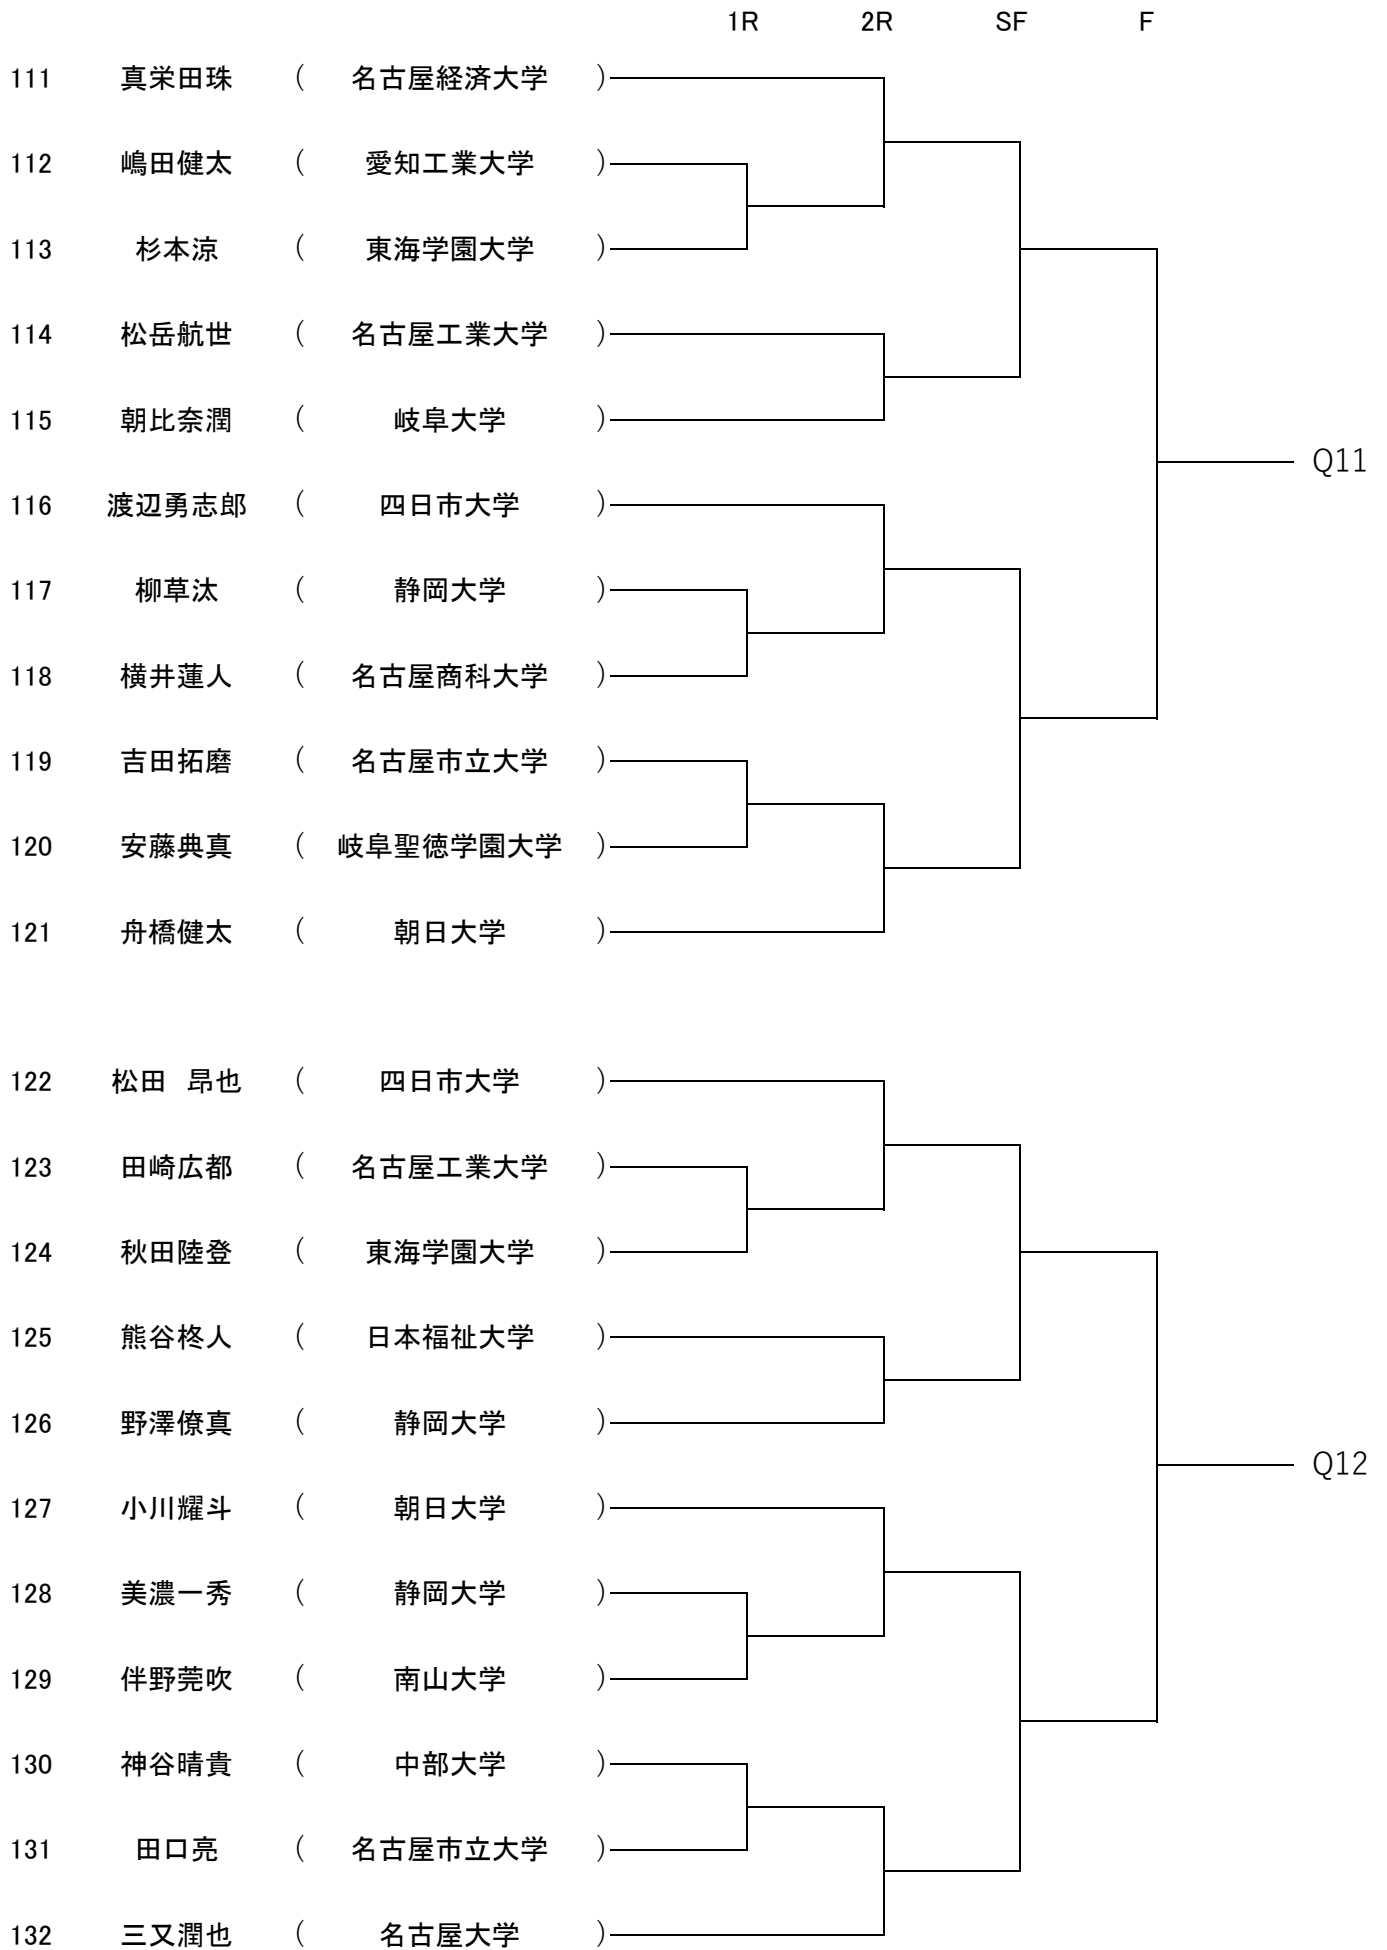 1R 2R SF F
111 真栄田珠 ( 名古屋経済大学 )
112 嶋田健太 ( 愛知工業大学 )
113 杉本涼 ( 東海学園大学 )
114 松岳航世 ( 名古屋工業大学 )
115 朝比奈潤 ( 岐阜大学 )
Q11
116 渡辺勇志郎 ( 四日市大学 )
117 柳草汰 ( 静岡大学 )
118 横井蓮人 ( 名古屋商科大学 )
119 吉田拓磨 ( 名古屋市立大学 )
120 安藤典真 ( 岐阜聖徳学園大学 )
121 舟橋健太 ( 朝日大学 )
122 松田　昂也 ( 四日市大学 )
123 田崎広都 ( 名古屋工業大学 )
124 秋田陸登 ( 東海学園大学 )
125 熊谷柊人 ( 日本福祉大学 )
126 野澤僚真 ( 静岡大学 )
Q12
127 小川耀斗 ( 朝日大学 )
128 美濃一秀 ( 静岡大学 )
129 伴野莞吹 ( 南山大学 )
130 神谷晴貴 ( 中部大学 )
131 田口亮 ( 名古屋市立大学 )
132 三又潤也 ( 名古屋大学 )